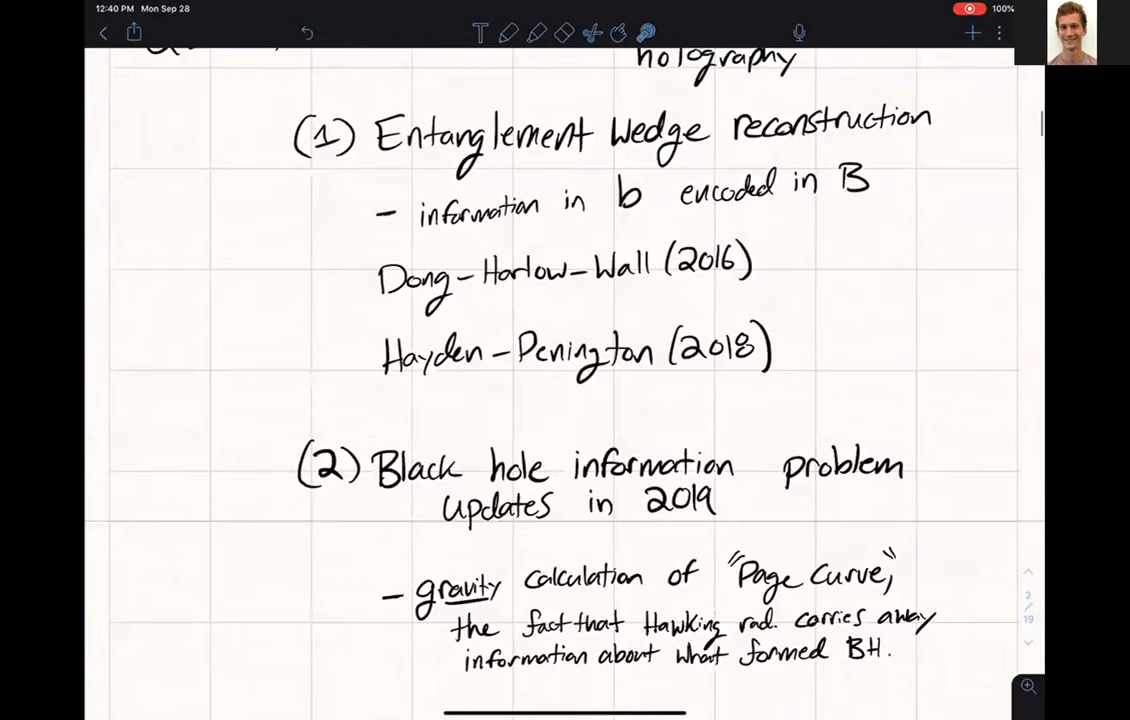 12:40 PM Mon Sep 28
100%
T
holography
(1) Entanglement Wedge reconstruction
- information in b encoded in B
Dong-Harlow-Wall (2016)
Hayden-Penington (2018)
(2) Black hole information problem
updates in 2019
- gravity calculation of "Page Curve,"
the fact that Hawking rad. carries away
information about what formed BH.
2
/
19